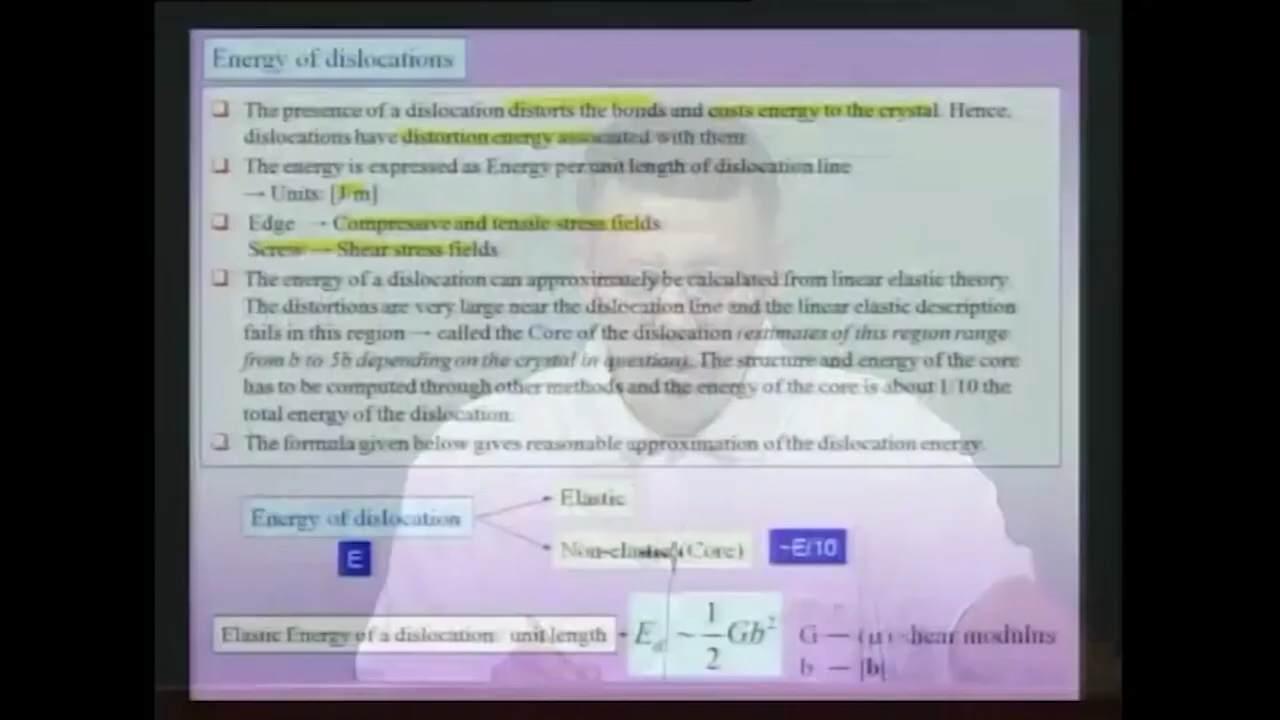 Energy of dislocations
❑ The presence of a dislocation distorts the bonds and costs energy to the crystal. Hence,
dislocations have distortion energy associated with them
❑ The energy is expressed as Energy per unit length of dislocation line
→ Units: [J/m]
❑ Edge → Compressive and tensile stress fields
Screw → Shear stress fields
❑ The energy of a dislocation can approximately be calculated from linear elastic theory.
The distortions are very large near the dislocation line and the linear elastic description
fails in this region → called the Core of the dislocation (estimates of this region range
from b to 5b depending on the crystal in question). The structure and energy of the core
has to be computed through other methods and the energy of the core is about 1/10 the
total energy of the dislocation.
❑ The formula given below gives reasonable approximation of the dislocation energy.
Energy of dislocation
E
Elastic
Non-elastic (Core)
~E/10
Elastic Energy of a dislocation / unit length
E_d ~ 1/2 Gb²
G → (μ) shear modulus
b → |b|